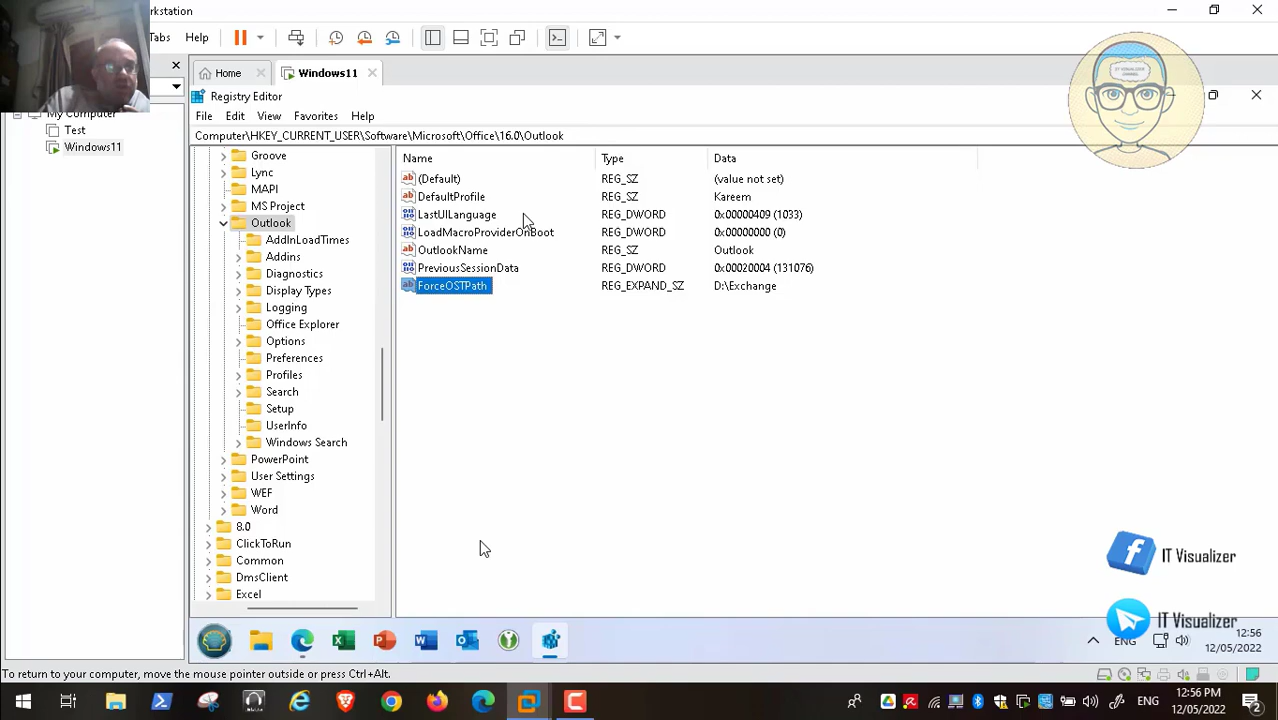 rkstation
Tabs Help
Home Windows11
IT VISUALIZER
CHANNEL
My Computer
Test
Windows11
Registry Editor
File Edit View Favorites Help
Computer\HKEY_CURRENT_USER\Software\Microsoft\Office\16.0\Outlook
Groove
Lync
MAPI
MS Project
Outlook
AddInLoadTimes
Addins
Diagnostics
Display Types
Logging
Office Explorer
Options
Preferences
Profiles
Search
Setup
UserInfo
Windows Search
PowerPoint
User Settings
WEF
Word
8.0
ClickToRun
Common
DmsClient
Excel
Name Type Data
(Default) REG_SZ (value not set)
DefaultProfile REG_SZ Kareem
LastUILanguage REG_DWORD 0x00000409 (1033)
LoadMacroProviderOnBoot REG_DWORD 0x00000000 (0)
OutlookName REG_SZ Outlook
PreviousSessionData REG_DWORD 0x00020004 (131076)
ForceOSTPath REG_EXPAND_SZ D:\Exchange
IT Visualizer
IT Visualizer
ENG 12:56
12/05/2022
To return to your computer, move the mouse pointer outside or press Ctrl+Alt.
ENG 12:56 PM
12/05/2022
2